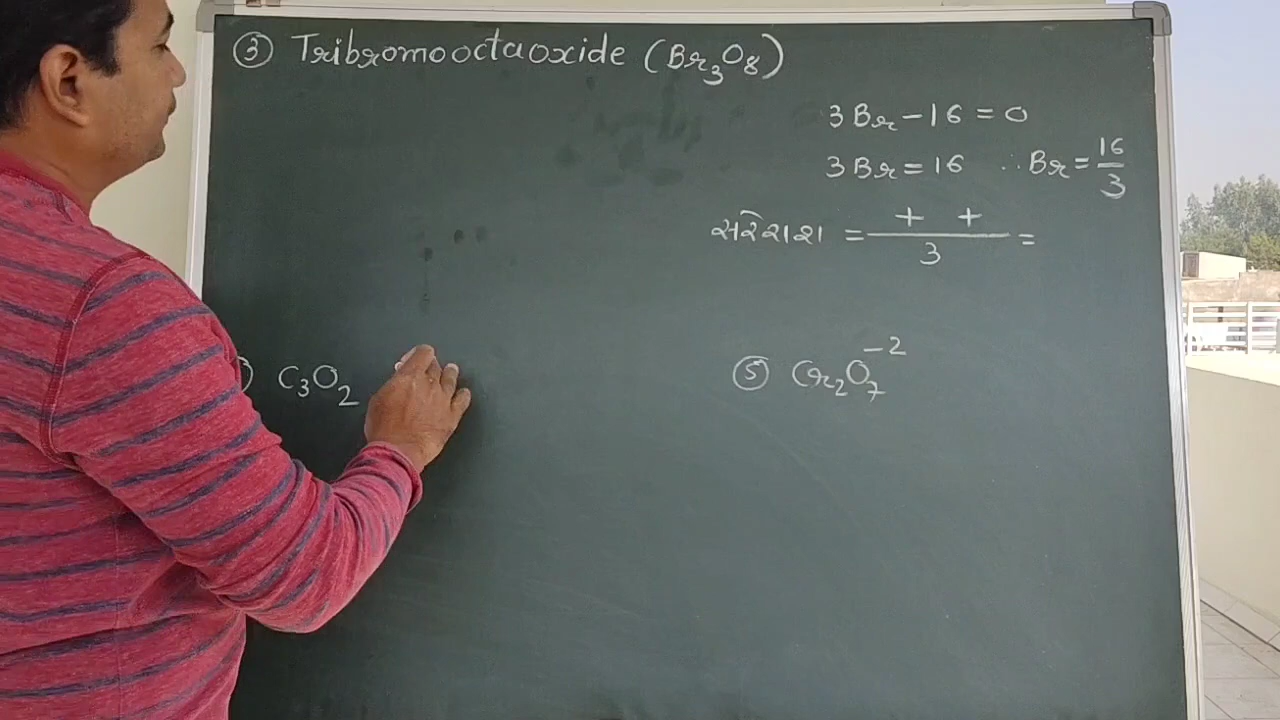 ③ Tribromooctaoxide (Br₃O₈)
3Br - 16 = 0
3Br = 16 ∴ Br = 16/3
સરેરાશ = + + / 3 =
C₃O₂
⑤ Cr₂O₇⁻²